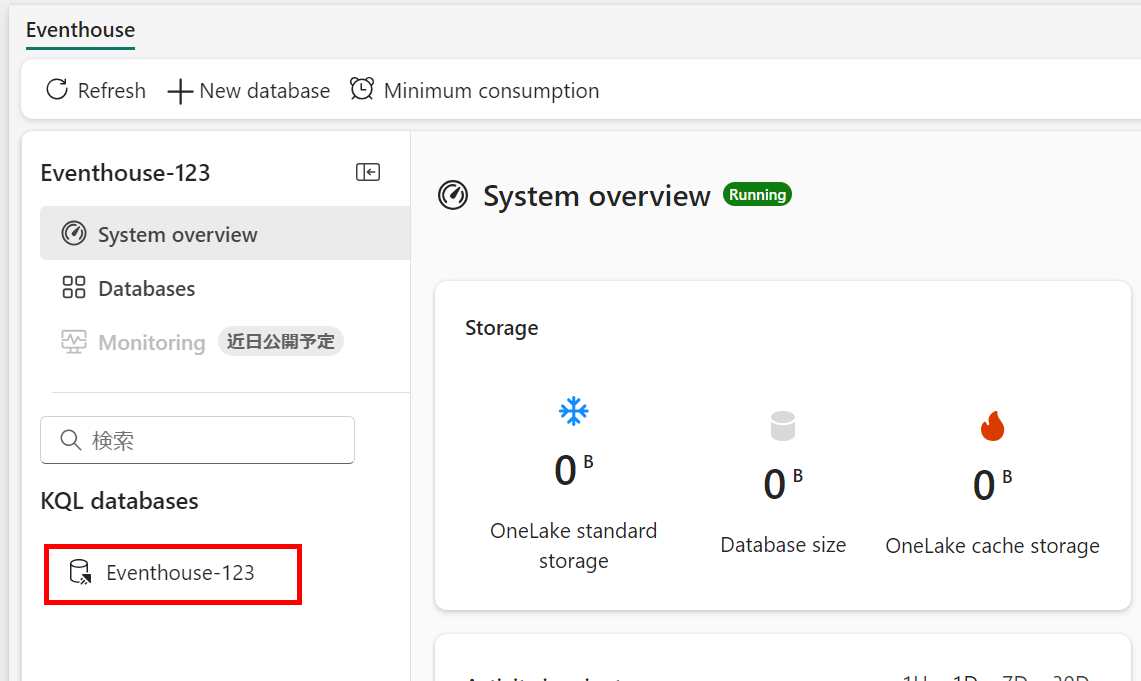 Eventhouse
Refresh New database Minimum consumption
Eventhouse-123
System overview
Databases
Monitoring 近日公開予定
検索
KQL databases
Eventhouse-123
System overview Running
Storage
0 B
OneLake standard
storage
0 B
Database size
0 B
OneLake cache storage
1H 1D 7D 30D